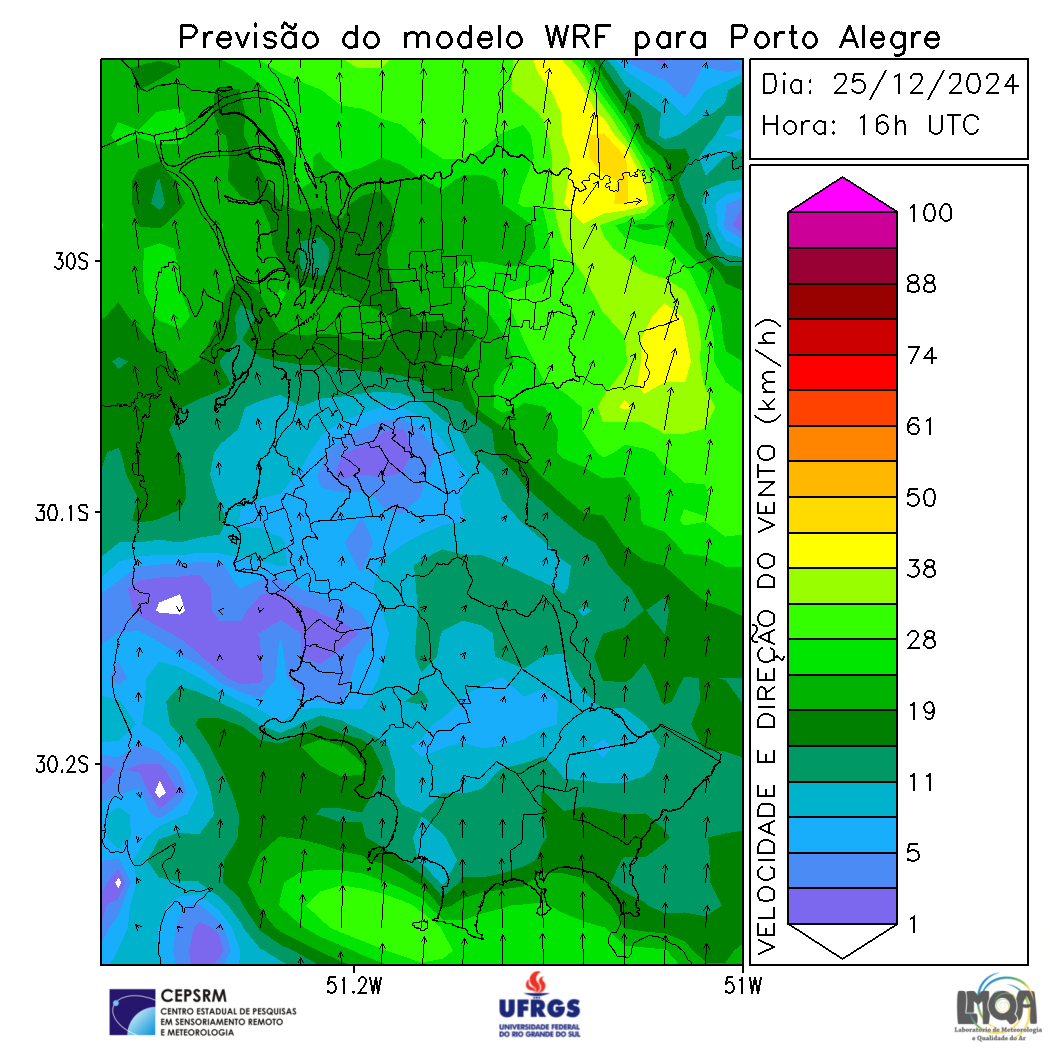 Previsão do modelo WRF para Porto Alegre
Dia: 25/12/2024
Hora: 16h UTC
30S
30.1S
30.2S
51.2W
51W
VELOCIDADE E DIREÇÃO DO VENTO (km/h)
100
88
74
61
50
38
28
19
11
5
1
CEPSRM
CENTRO ESTADUAL DE PESQUISAS
EM SENSORIAMENTO REMOTO
E METEOROLOGIA
UFRGS
UNIVERSIDADE FEDERAL
DO RIO GRANDE DO SUL
LMQA
Laboratório de Meteorologia
e Qualidade do Ar